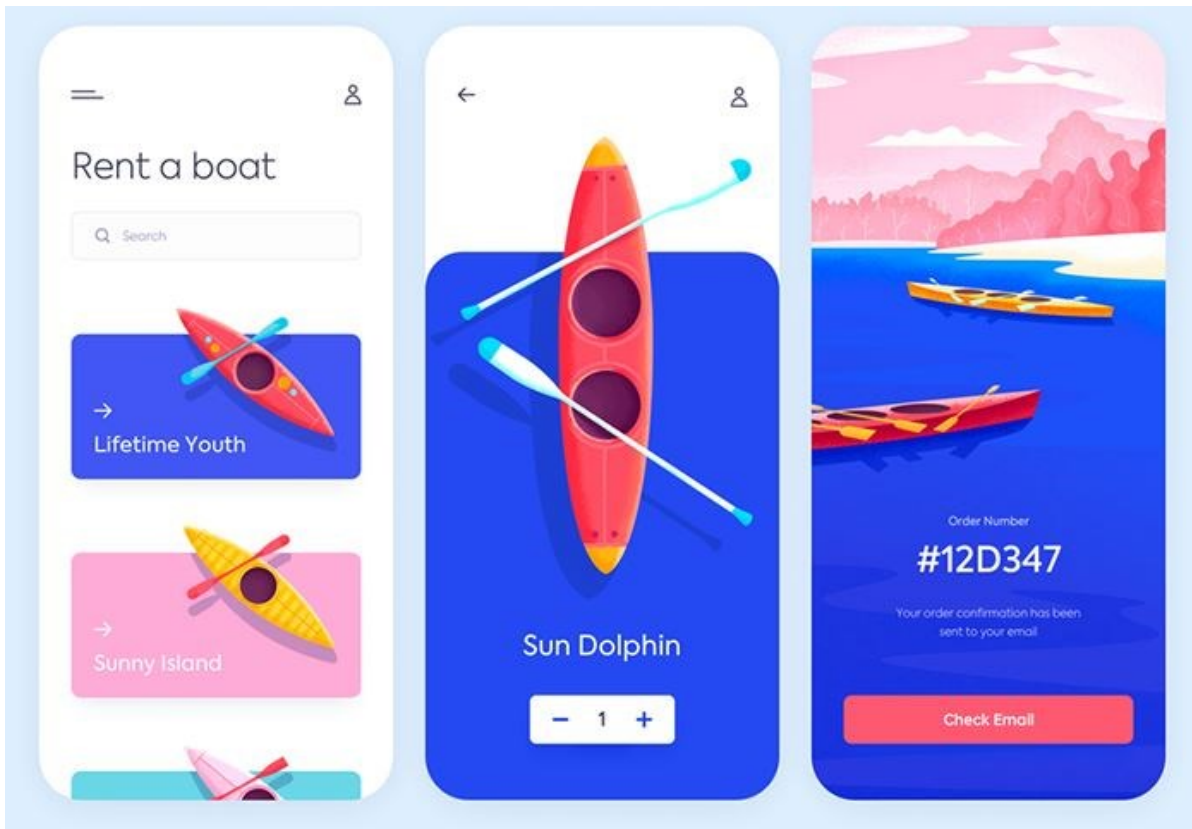 Rent a boat
Search
Lifetime Youth
Sunny Island
Sun Dolphin
1
Order Number
#12D347
Your order confirmation has been
sent to your email
Check Email